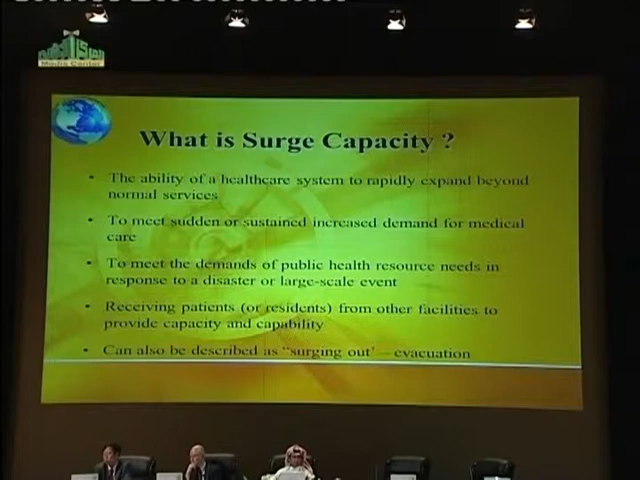 Media Center
What is Surge Capacity ?
• The ability of a healthcare system to rapidly expand beyond
normal services
• To meet sudden or sustained increased demand for medical
care
• To meet the demands of public health resource needs in
response to a disaster or large-scale event
• Receiving patients (or residents) from other facilities to
provide capacity and capability
• Can also be described as “surging out’ – evacuation